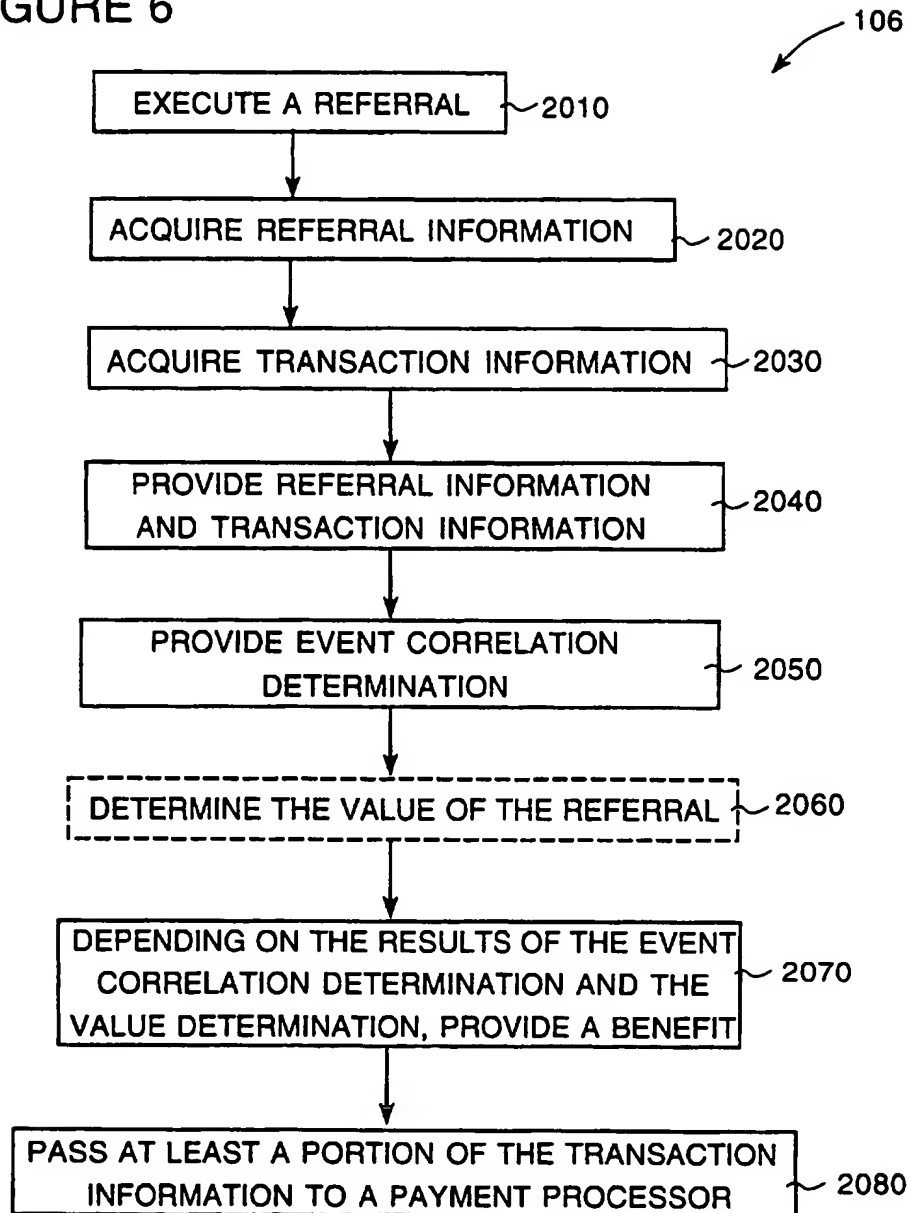 GURE 6
106
EXECUTE A REFERRAL 2010
ACQUIRE REFERRAL INFORMATION 2020
ACQUIRE TRANSACTION INFORMATION 2030
PROVIDE REFERRAL INFORMATION
AND TRANSACTION INFORMATION
2040
PROVIDE EVENT CORRELATION
DETERMINATION
2050
DETERMINE THE VALUE OF THE REFERRAL 2060
DEPENDING ON THE RESULTS OF THE EVENT
CORRELATION DETERMINATION AND THE
VALUE DETERMINATION, PROVIDE A BENEFIT
2070
PASS AT LEAST A PORTION OF THE TRANSACTION
INFORMATION TO A PAYMENT PROCESSOR
2080